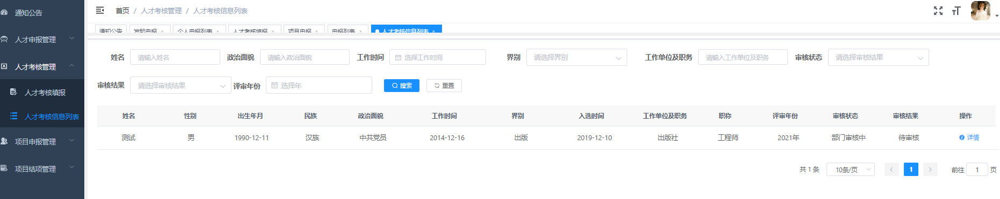 通知公告
人才申报管理
人才考核管理
人才考核填报
人才考核信息列表
项目申报管理
项目结项管理
首页 / 人才考核管理 / 人才考核信息列表
通知公告 发起申报 × 个人申报列表 × 人才考核填报 × 项目申报 × 申报列表 × 人才考核信息列表 ×
姓名 请输入姓名 政治面貌 请输入政治面貌 工作时间 选择工作时间 界别 请选择界别 工作单位及职务 请输入工作单位及职务 审核状态 请选择审核结果
审核结果 请选择审核结果 评审年份 选择年 搜索 重置
姓名 性别 出生年月 民族 政治面貌 工作时间 界别 入选时间 工作单位及职务 职称 评审年份 审核状态 审核结果 操作
测试 男 1990-12-11 汉族 中共党员 2014-12-16 出版 2019-12-10 出版社 工程师 2021年 部门审核中 待审核 详情
共 1 条 10条/页 1 前往 1 页